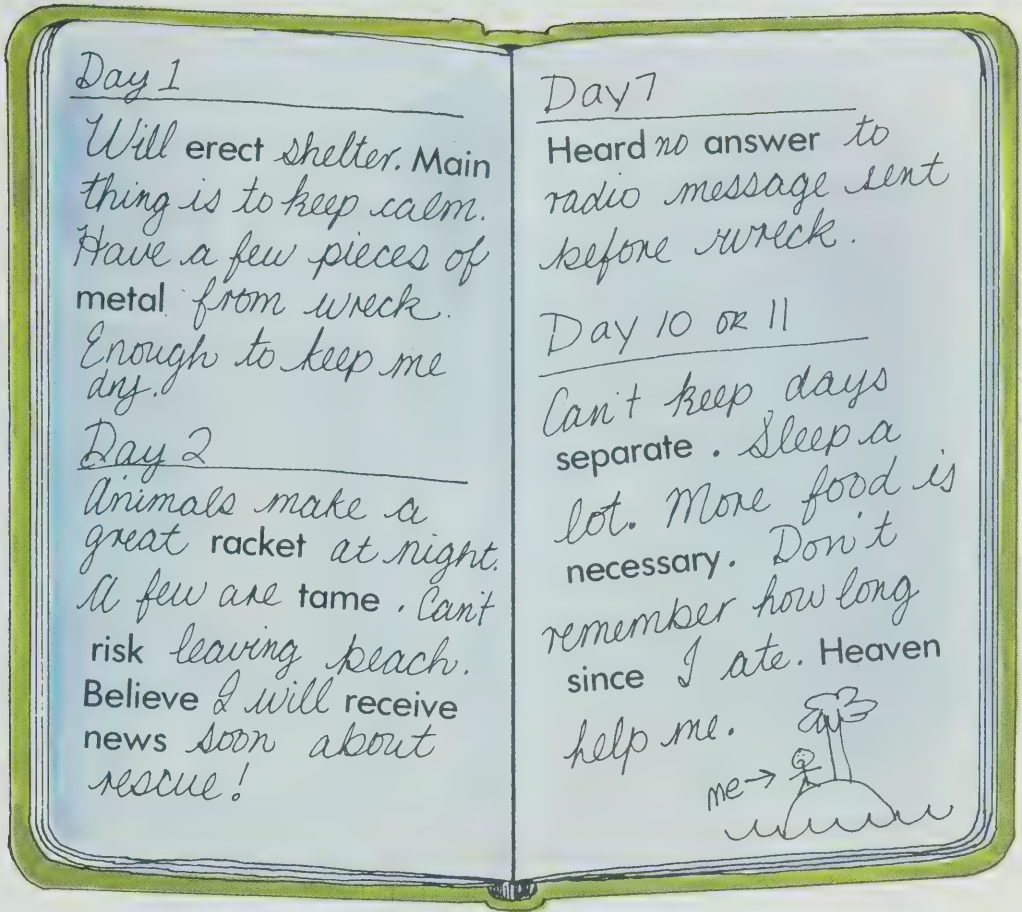 Day 1
Will erect shelter. Main
thing is to keep calm.
Have a few pieces of
metal from wreck.
Enough to keep me
dry.
Day 2
Animals make a
great racket at night.
A few are tame. Can't
risk leaving beach.
Believe I will receive
news soon about
rescue!
Day 7
Heard no answer to
radio message sent
before wreck.
Day 10 OR 11
Can't keep days
separate. Sleep a
lot. More food is
necessary. Don't
remember how long
since I ate. Heaven
help me.
me→